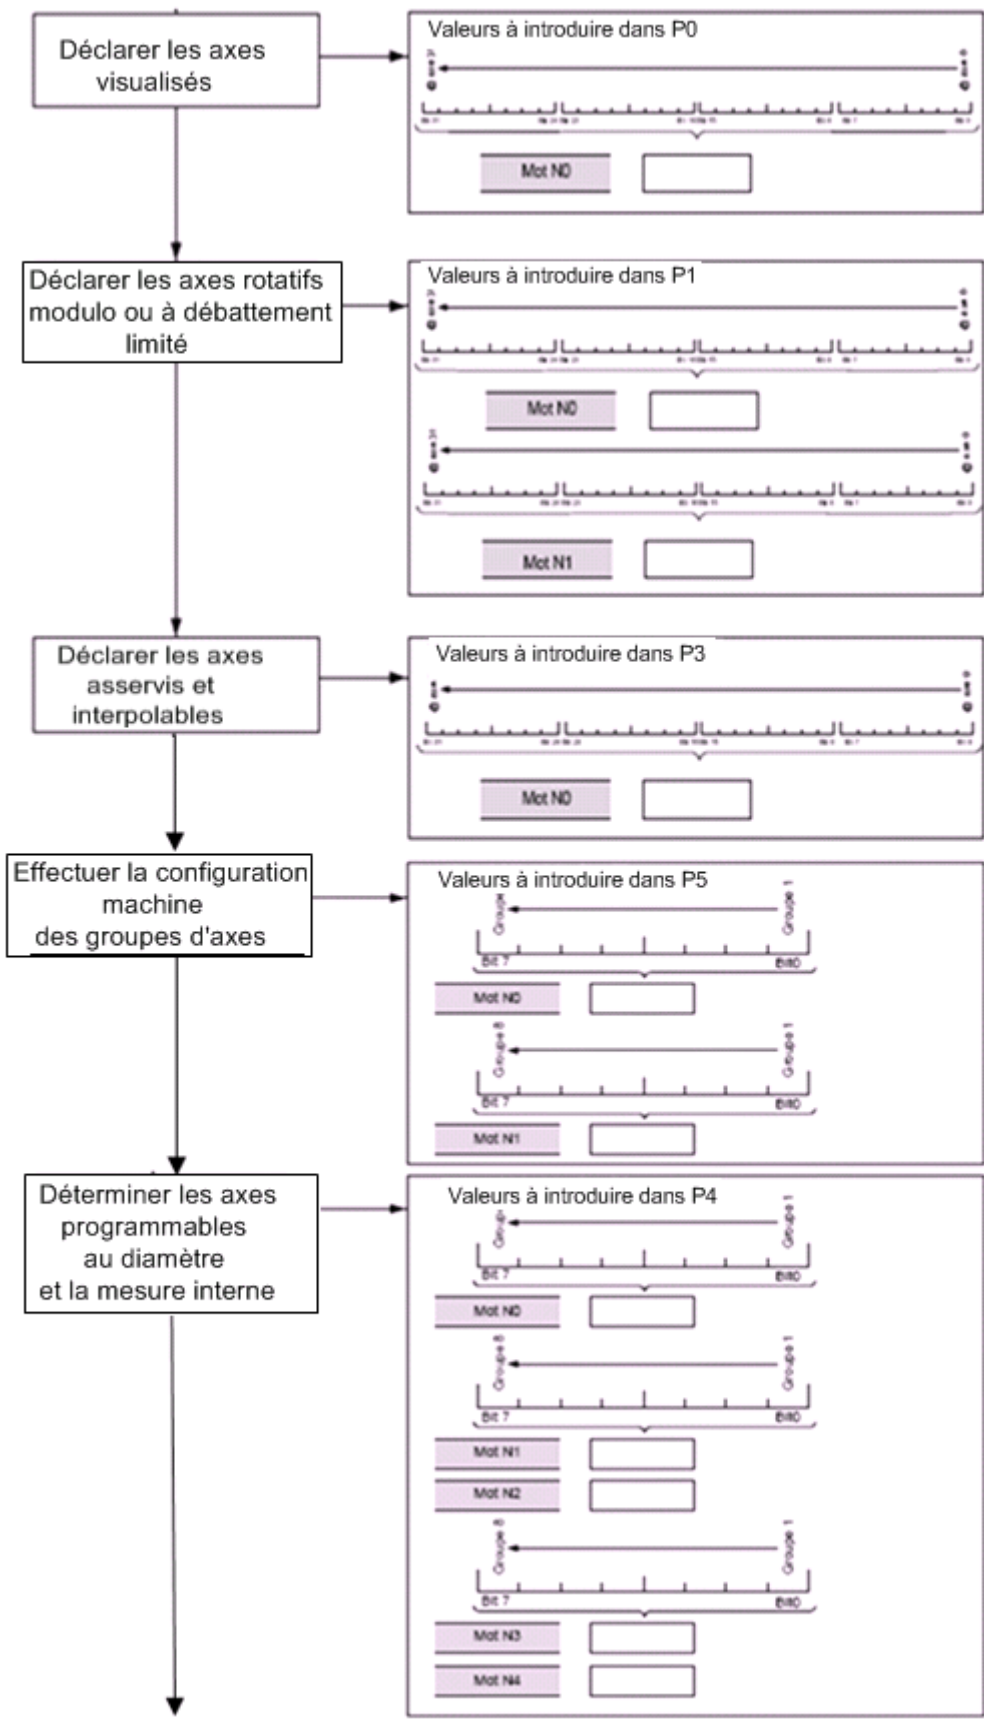 Déclarer les axes
visualisés
Valeurs à introduire dans P0
Mot N0
Déclarer les axes rotatifs
modulo ou à débattement
limité
Valeurs à introduire dans P1
Mot N0
Mot N1
Déclarer les axes
asservis et
interpolables
Valeurs à introduire dans P3
Mot N0
Effectuer la configuration
machine
des groupes d'axes
Valeurs à introduire dans P5
Groupe
Groupe 1
Bit 7
Bit0
Mot N0
Groupe 8
Groupe 1
Bit 7
Bit0
Mot N1
Déterminer les axes
programmables
au diamètre
et la mesure interne
Valeurs à introduire dans P4
Groupe 1
Bit 7
Bit0
Mot N0
Groupe 8
Groupe 1
Bit 7
Bit0
Mot N1
Mot N2
Groupe 8
Groupe 1
Bit 7
Bit0
Mot N3
Mot N4